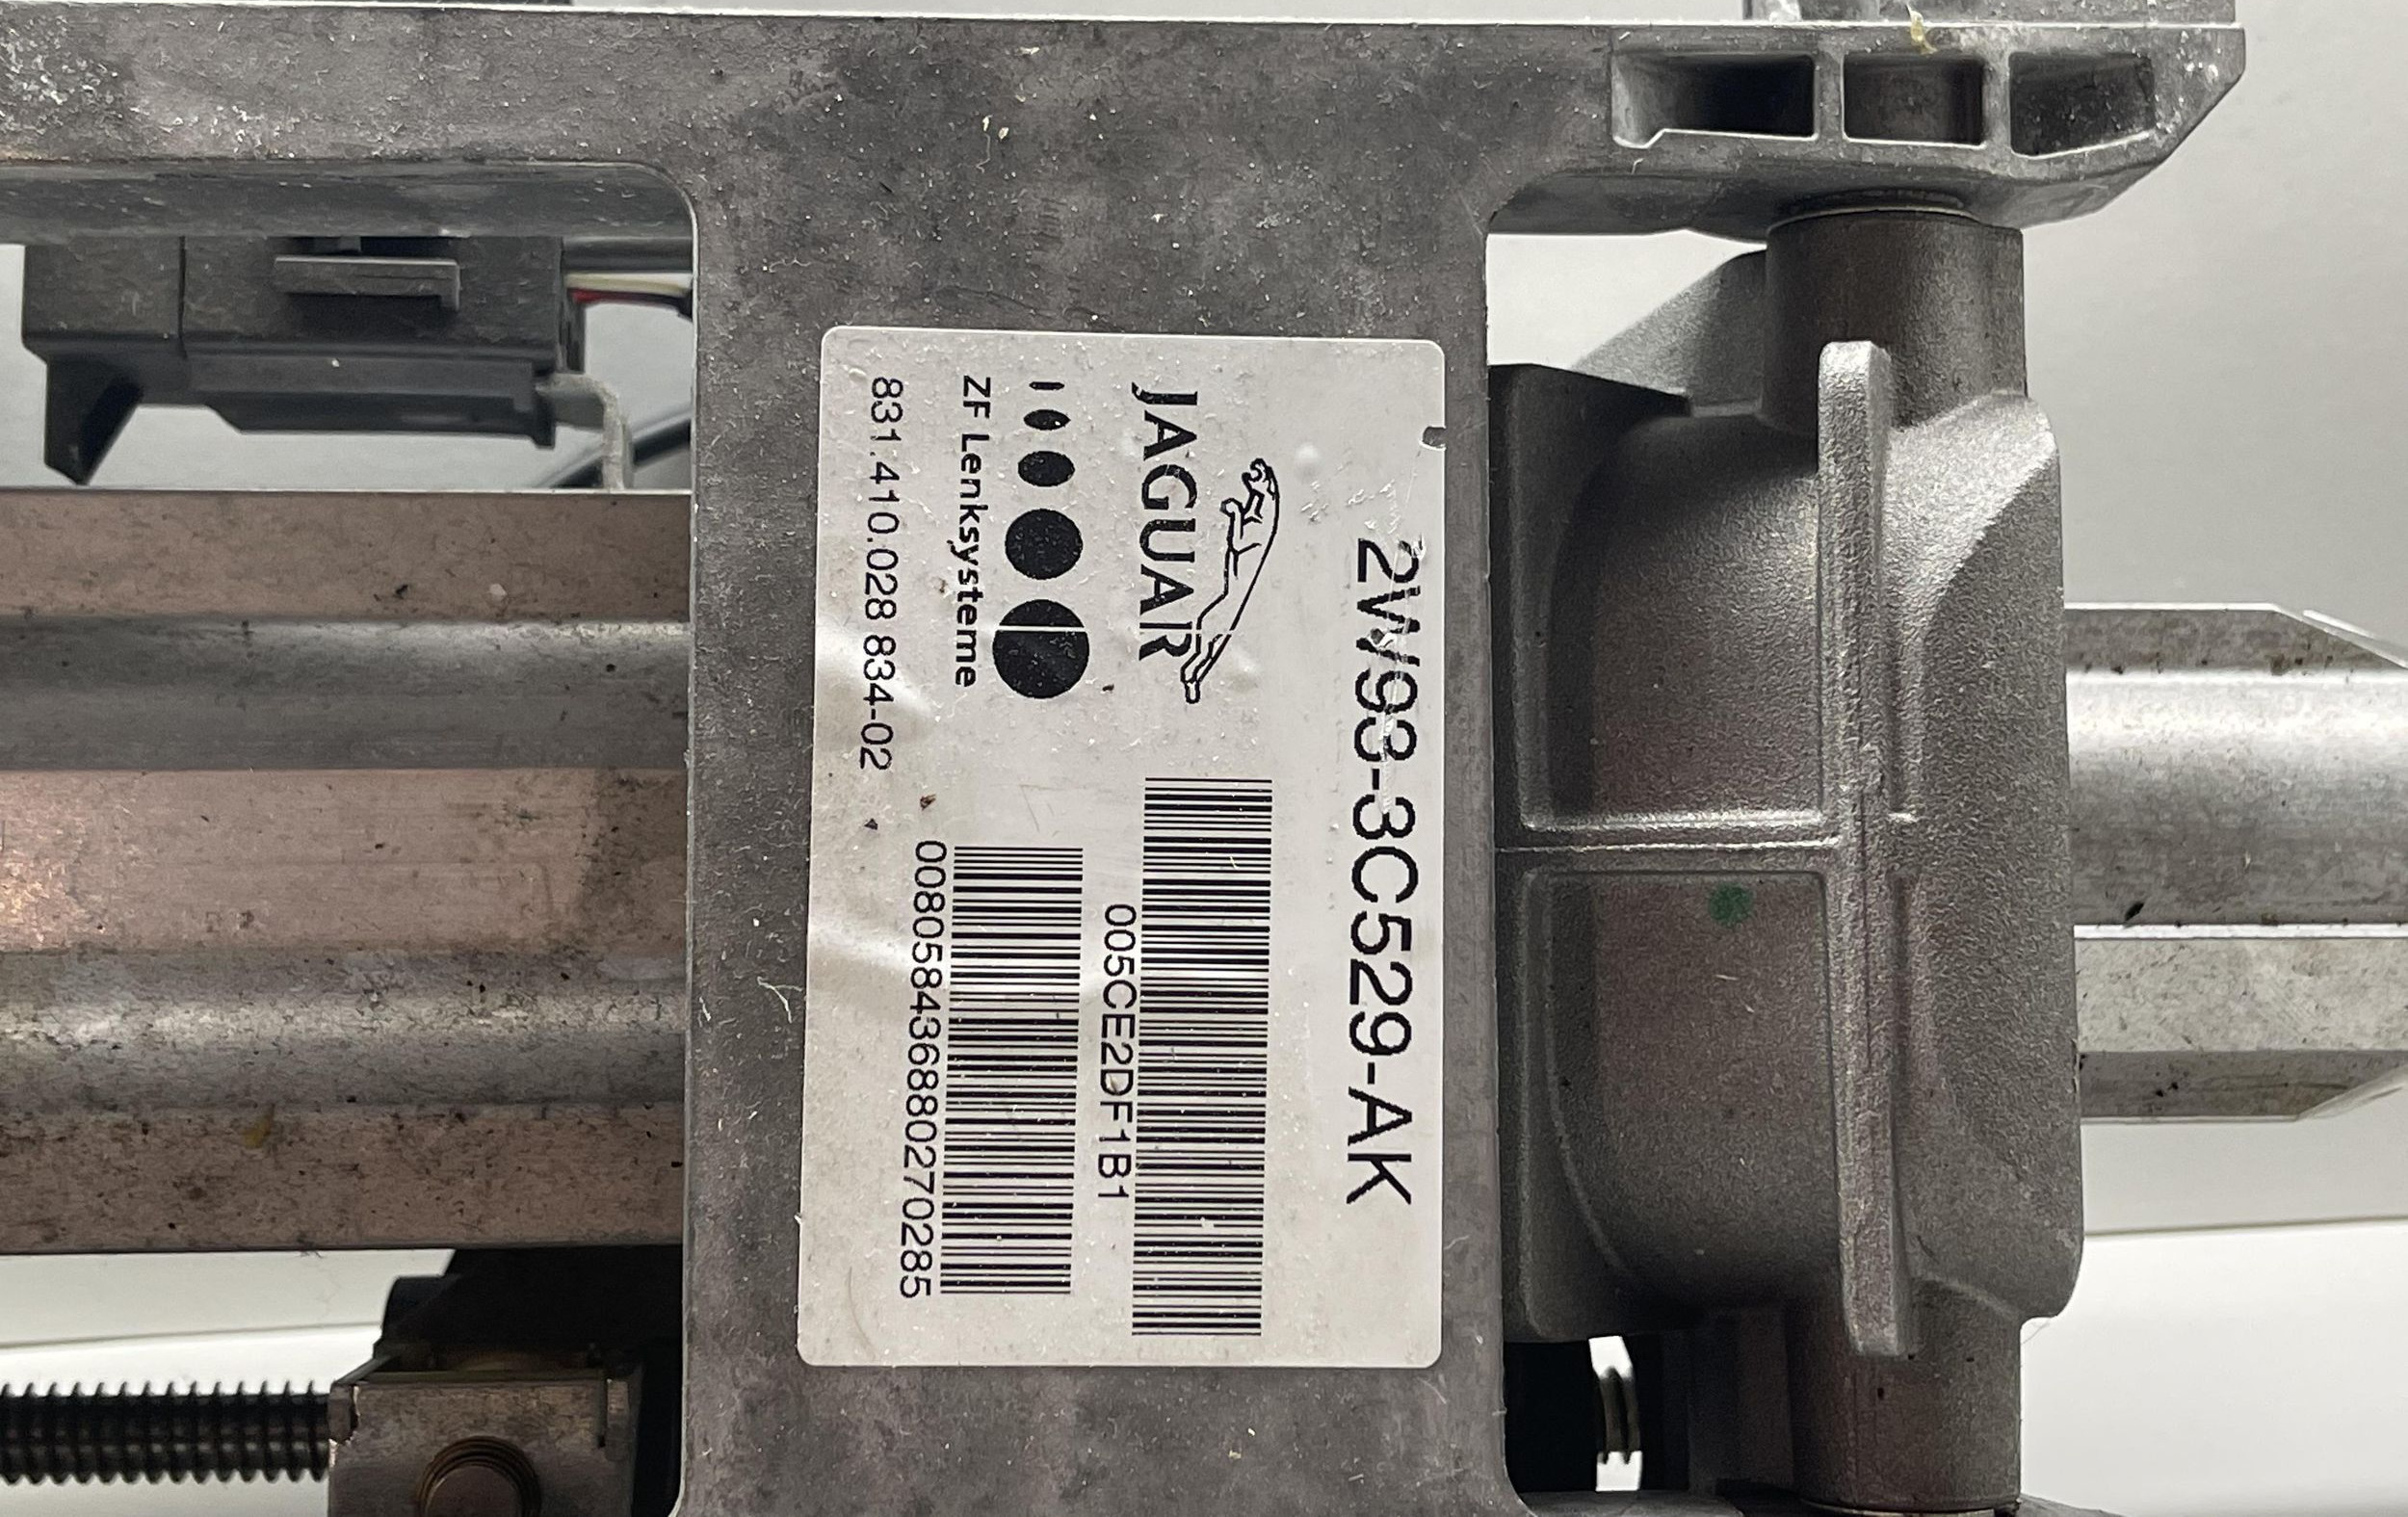 2W93-3C529-AK
JAGUAR
005CE2DF1B1
ZF Lenksysteme
008058436880270285
831.410.028 834-02